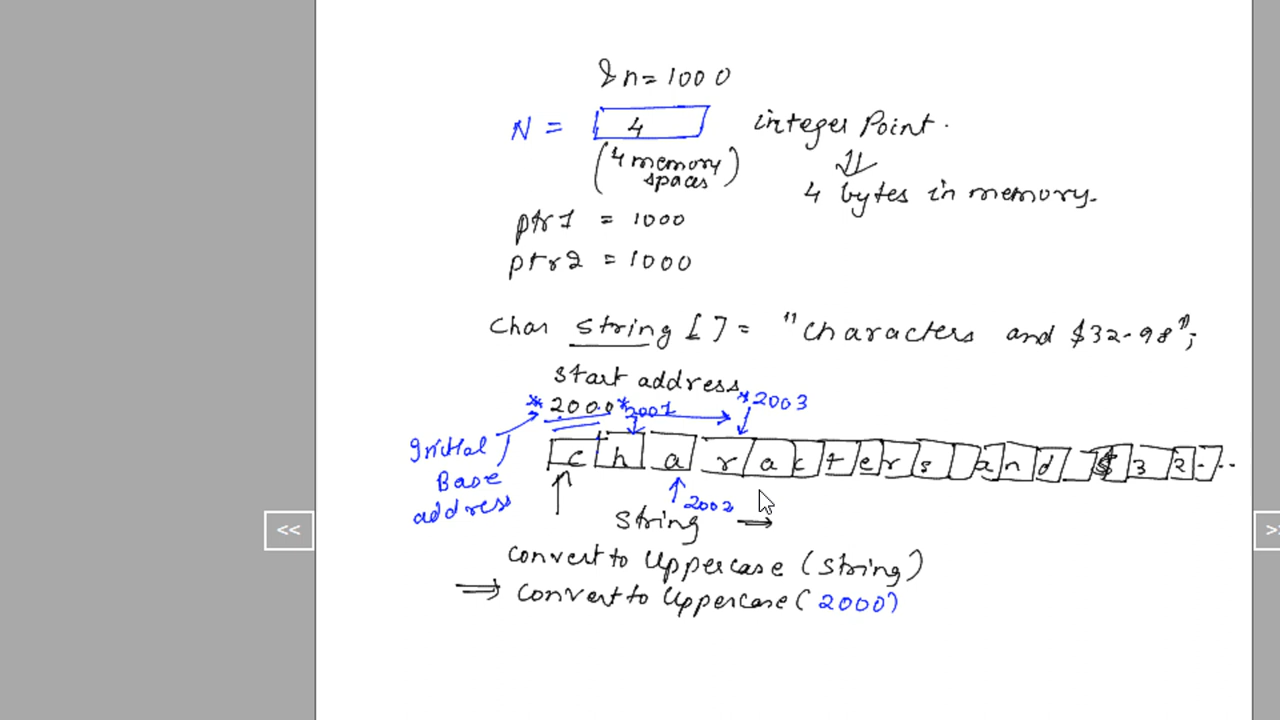 &n = 1000
N = 4 integer Point.
(4 memory spaces)
4 bytes in memory.
ptr1 = 1000
ptr2 = 1000
Char string [] = "Characters and $32.98";
start address
*2000 *2001 *2003
Initial
Base
address
c h a r a c t e r s a n d $ 3 2 - - . .
2002
string →
convert to Uppercase (string)
⇒ convert to Uppercase (2000)
<<
>